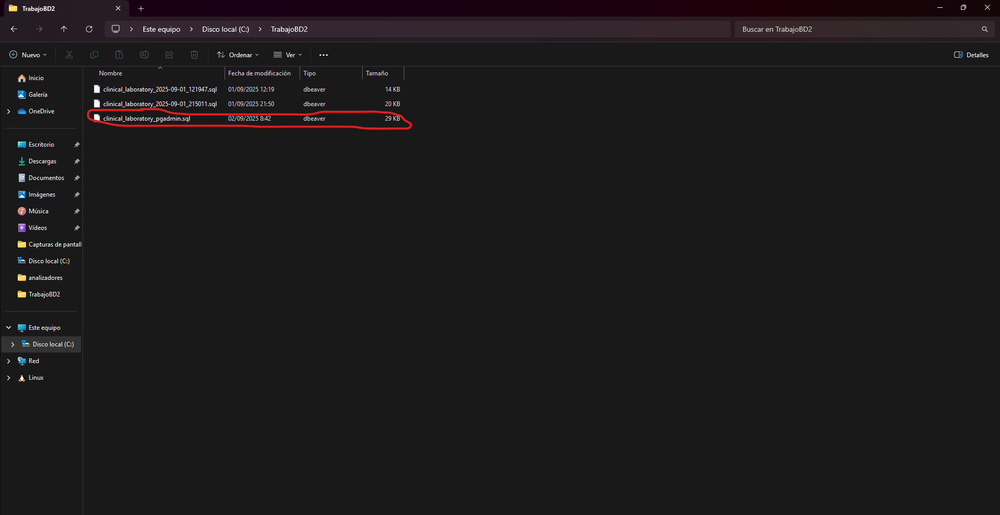 TrabajoBD2
Este equipo > Disco local (C:) > TrabajoBD2
Buscar en TrabajoBD2
Nuevo
Ordenar
Ver
Detalles
Inicio
Galería
OneDrive
Escritorio
Descargas
Documentos
Imágenes
Música
Vídeos
Capturas de pantall
Disco local (C:)
analizadores
TrabajoBD2
Este equipo
Disco local (C:)
Red
Linux
Nombre Fecha de modificación Tipo Tamaño
clinical_laboratory_2025-09-01_121947.sql 01/09/2025 12:19 dbeaver 14 KB
clinical_laboratory_2025-09-01_215011.sql 01/09/2025 21:50 dbeaver 20 KB
clinical_laboratory_pgadmin.sql 02/09/2025 8:42 dbeaver 29 KB